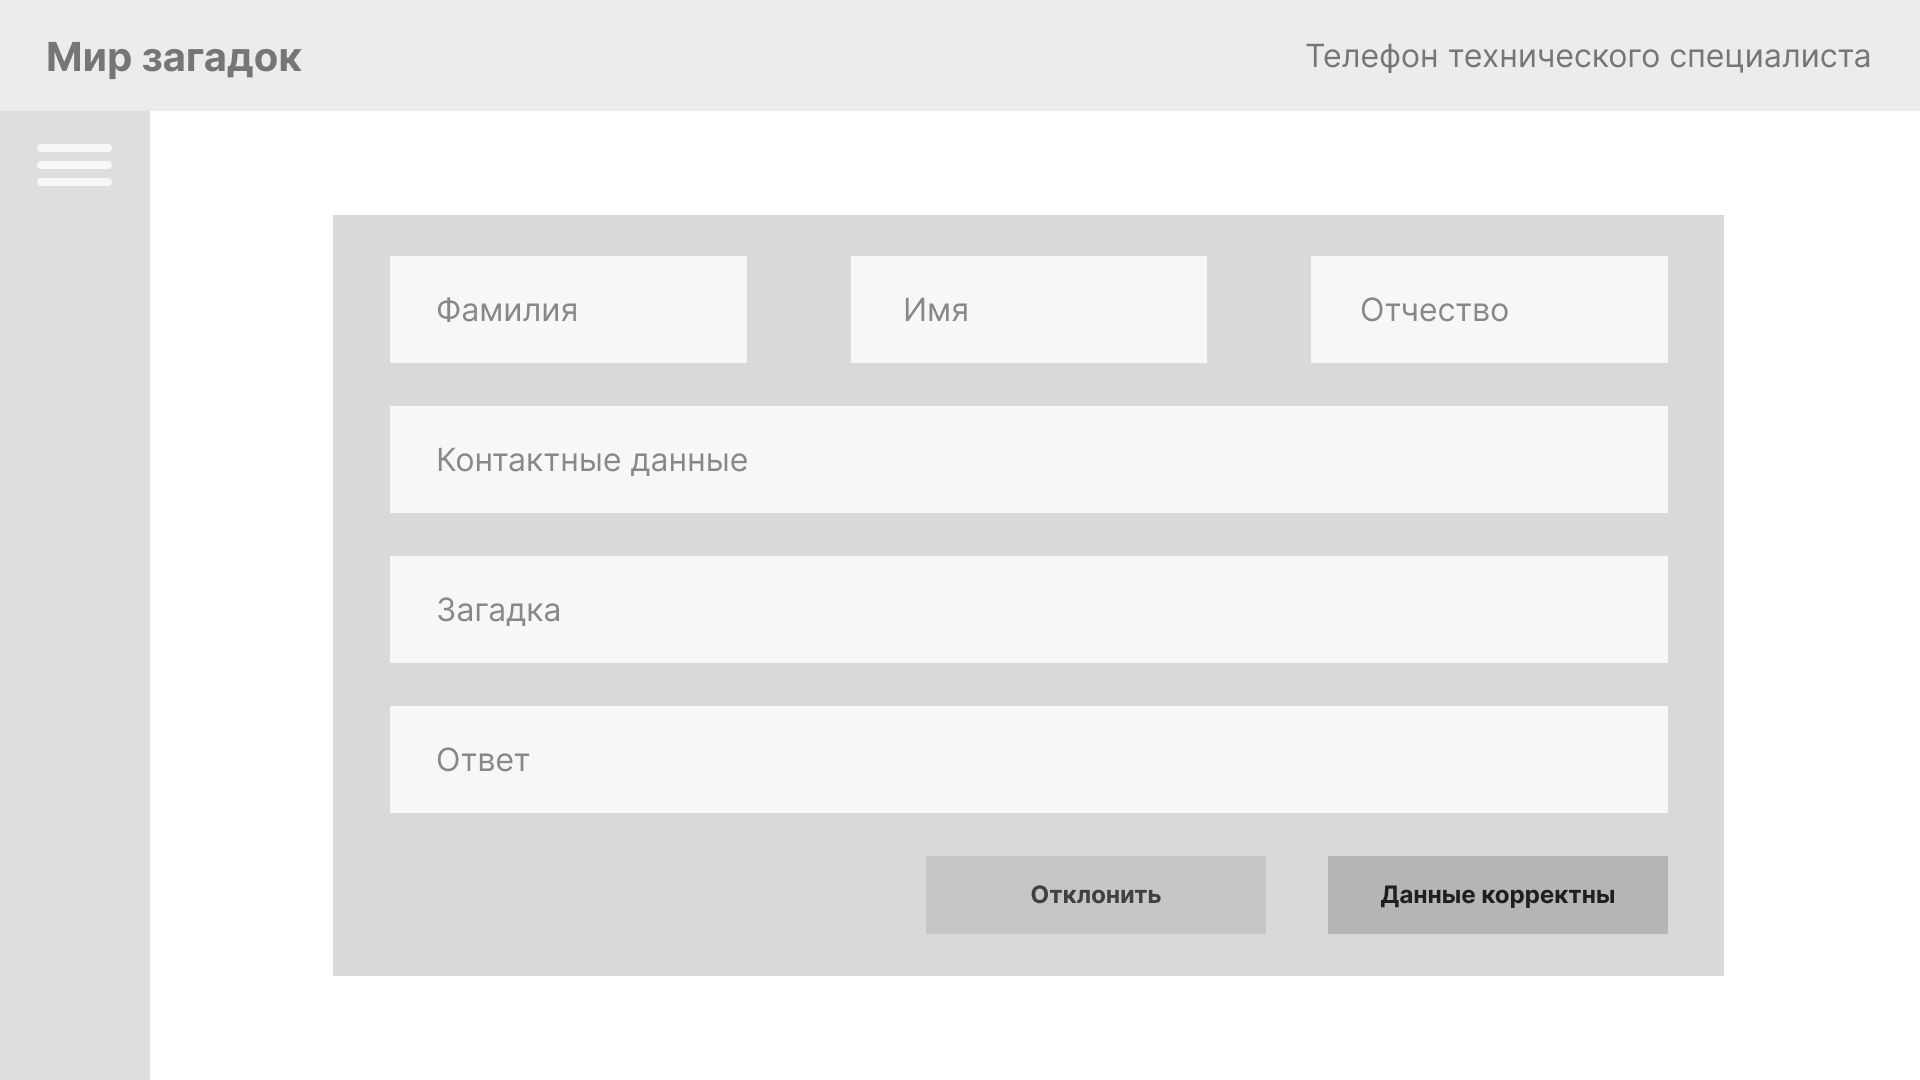 Мир загадок
Телефон технического специалиста
Фамилия
Имя
Отчество
Контактные данные
Загадка
Ответ
Отклонить
Данные корректны